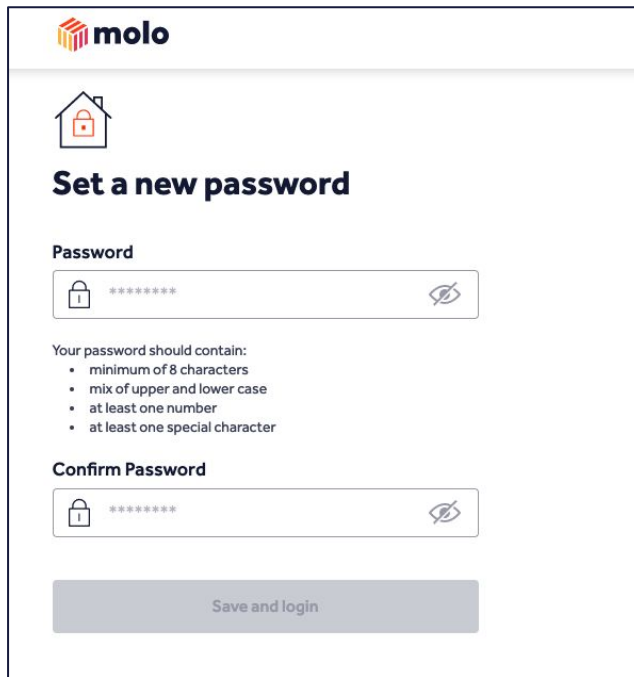 molo
Set a new password
Password
********
Your password should contain:
• minimum of 8 characters
• mix of upper and lower case
• at least one number
• at least one special character
Confirm Password
********
Save and login